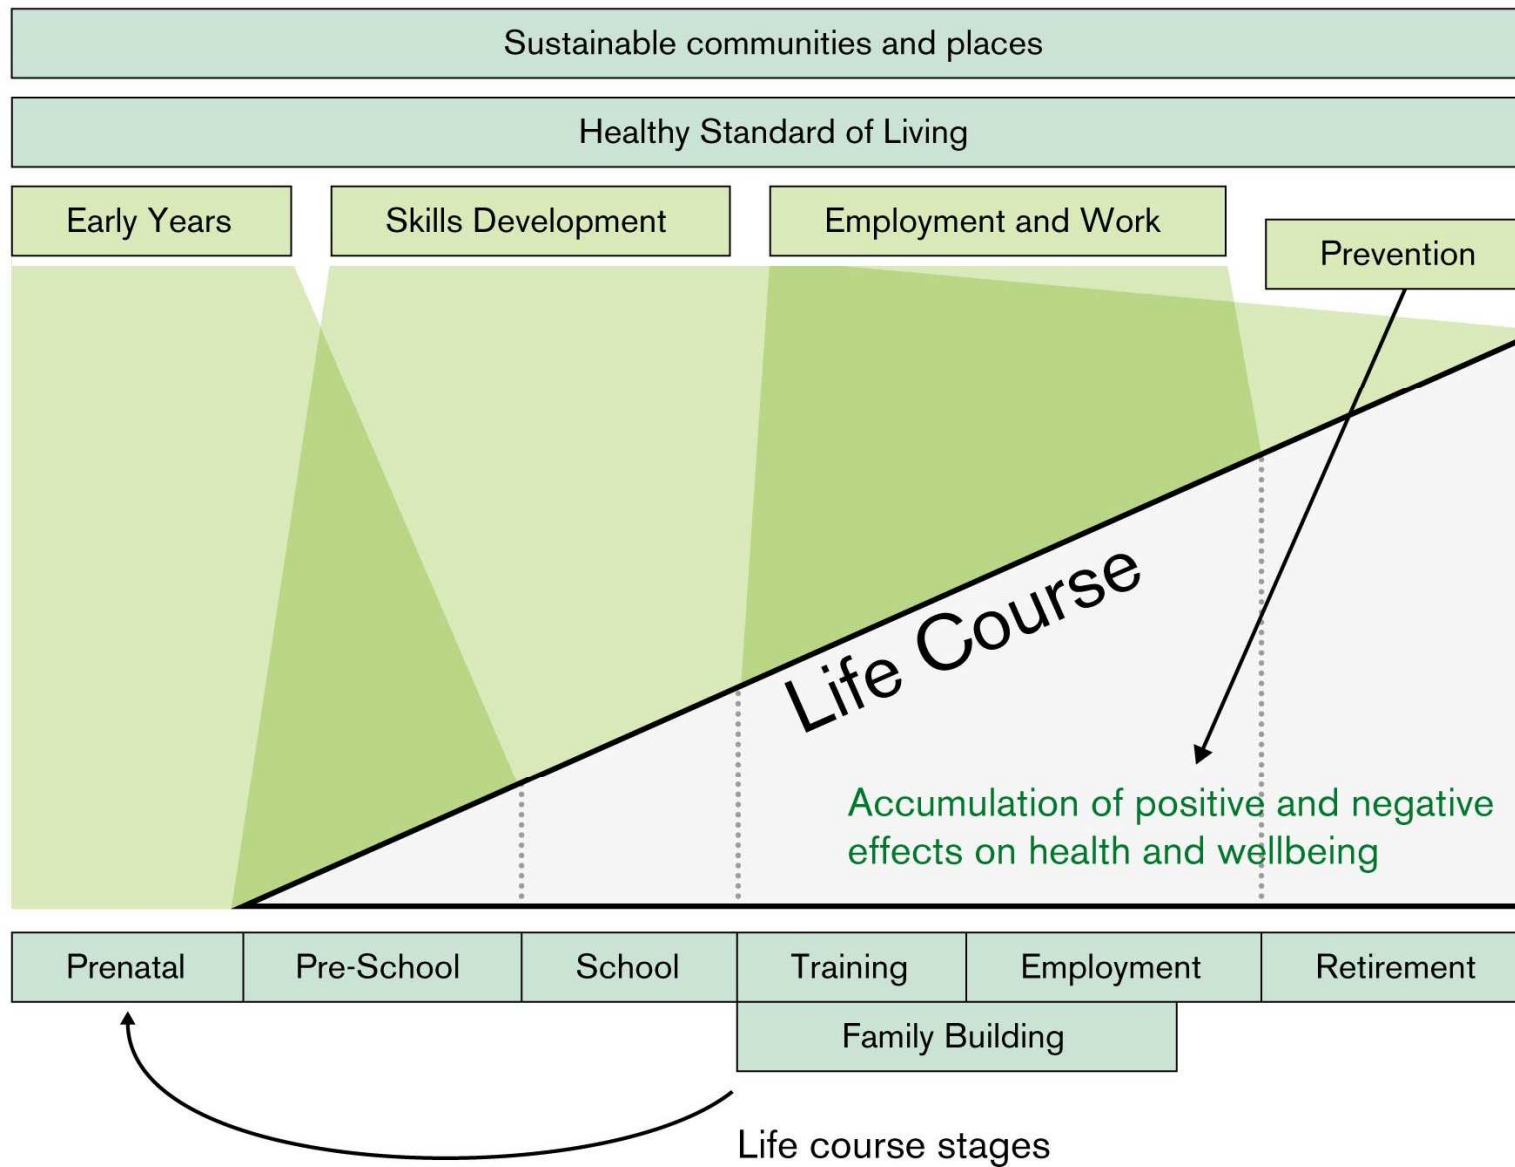 Sustainable communities and places
Healthy Standard of Living
Early Years
Skills Development
Employment and Work
Prevention
Life Course
Accumulation of positive and negative
effects on health and wellbeing
Prenatal
Pre-School
School
Training
Employment
Retirement
Family Building
Life course stages